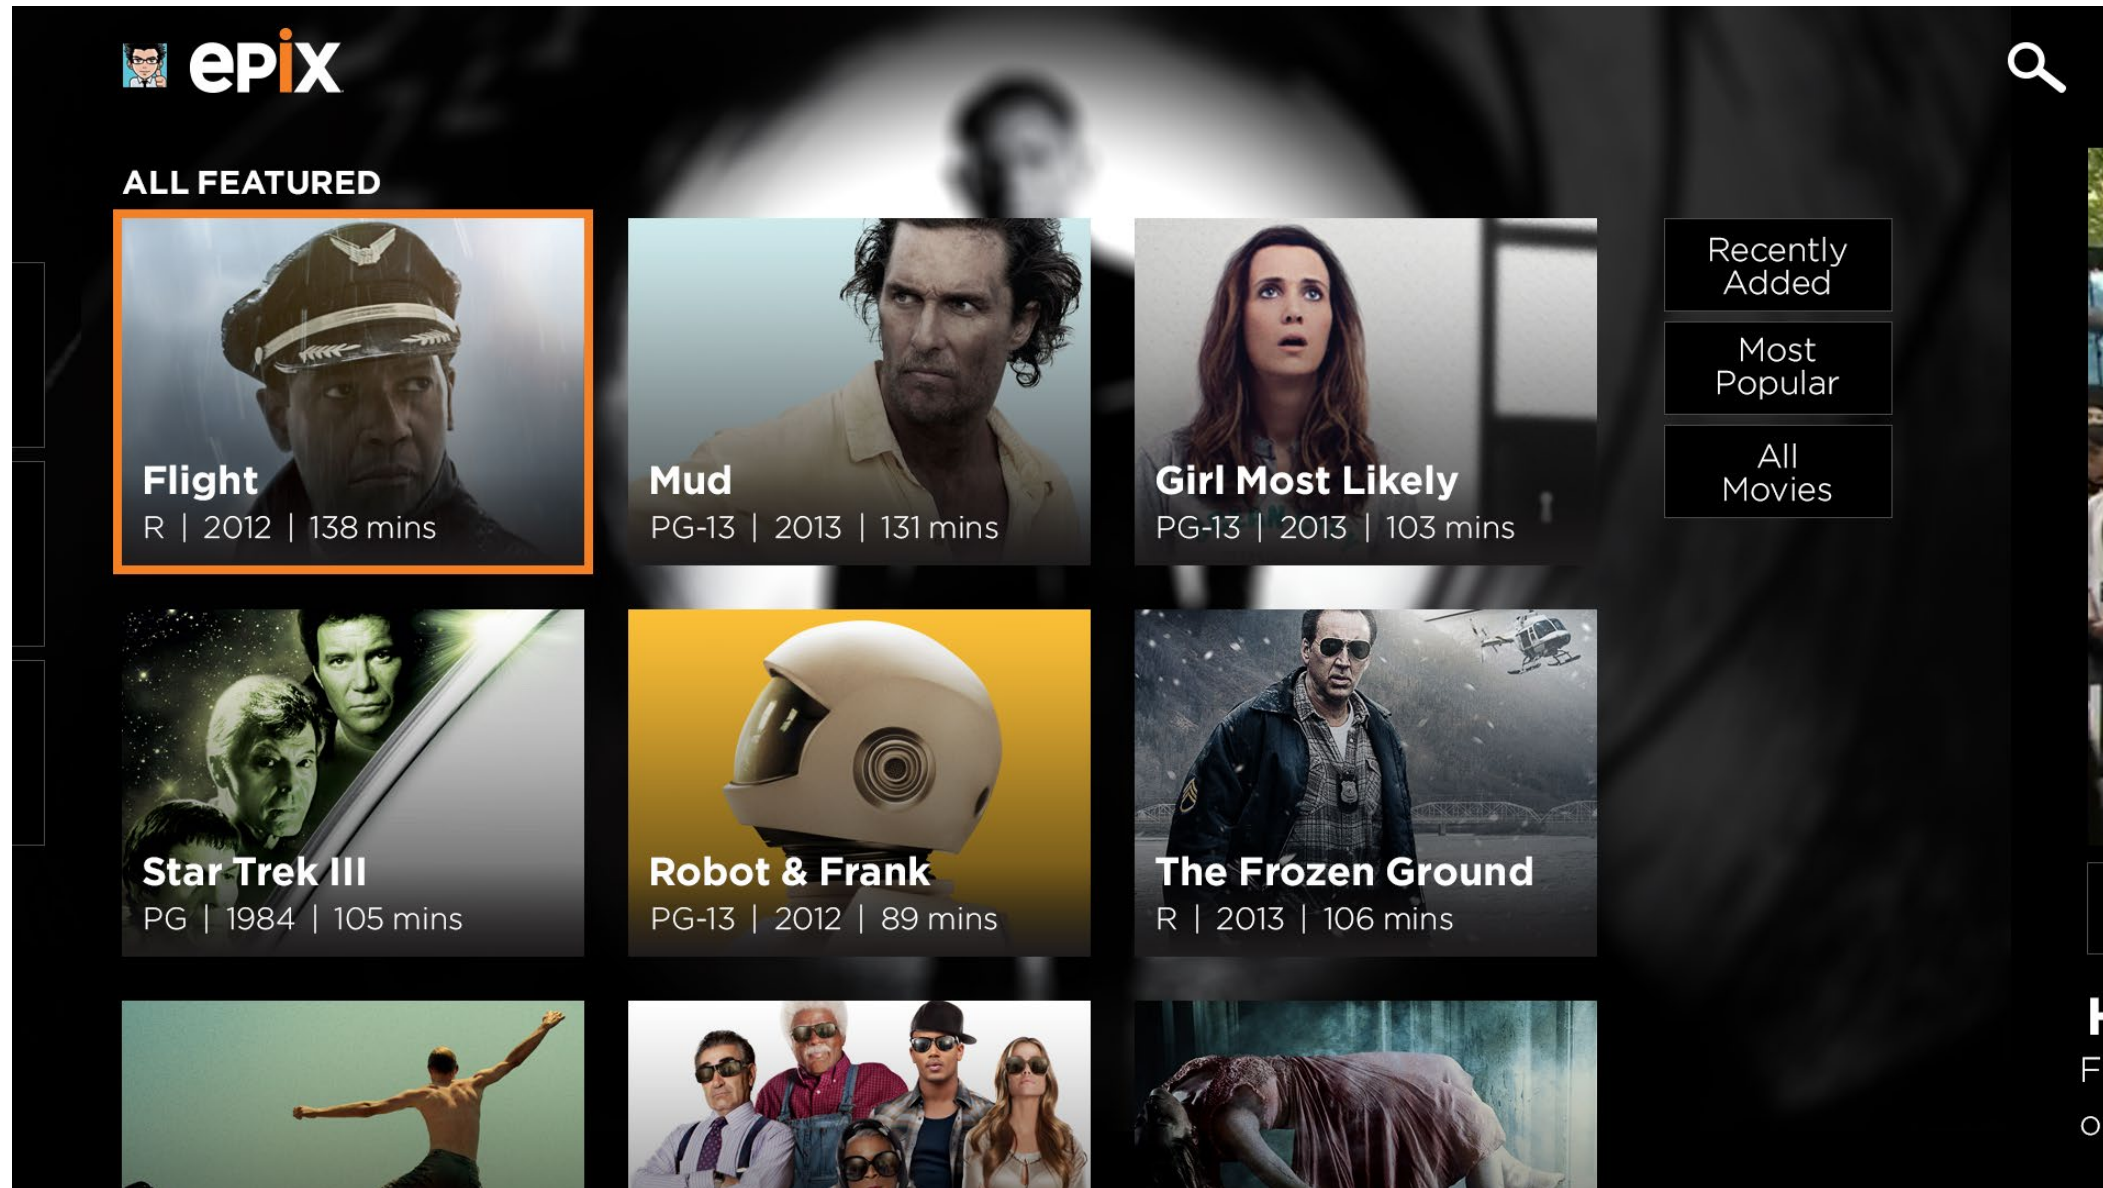 epix
ALL FEATURED
Flight
R | 2012 | 138 mins
Mud
PG-13 | 2013 | 131 mins
Girl Most Likely
PG-13 | 2013 | 103 mins
Recently
Added
Most
Popular
All
Movies
Star Trek III
PG | 1984 | 105 mins
Robot & Frank
PG-13 | 2012 | 89 mins
The Frozen Ground
R | 2013 | 106 mins